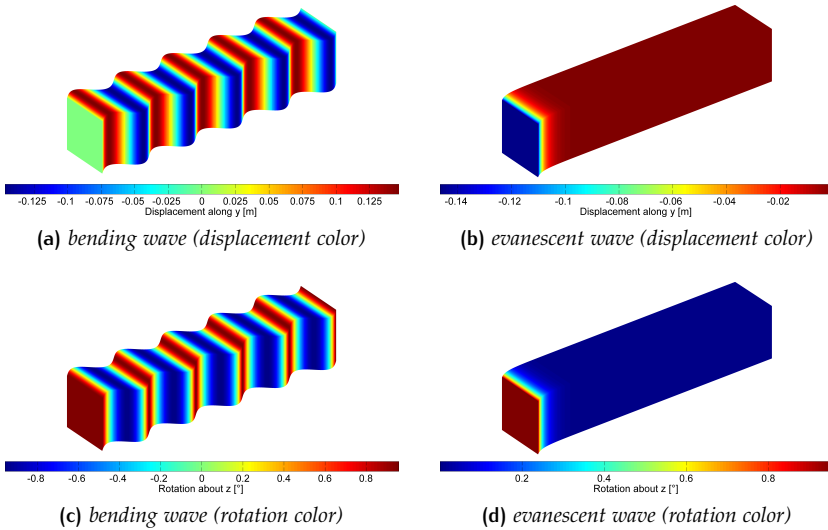 -0.125 -0.1 -0.075 -0.05 -0.025 0 0.025 0.05 0.075 0.1 0.125
Displacement along y [m]
(a) bending wave (displacement color)
-0.14 -0.12 -0.1 -0.08 -0.06 -0.04 -0.02
Displacement along y [m]
(b) evanescent wave (displacement color)
-0.8 -0.6 -0.4 -0.2 0 0.2 0.4 0.6 0.8
Rotation about z [°]
(c) bending wave (rotation color)
0.2 0.4 0.6 0.8
Rotation about z [°]
(d) evanescent wave (rotation color)